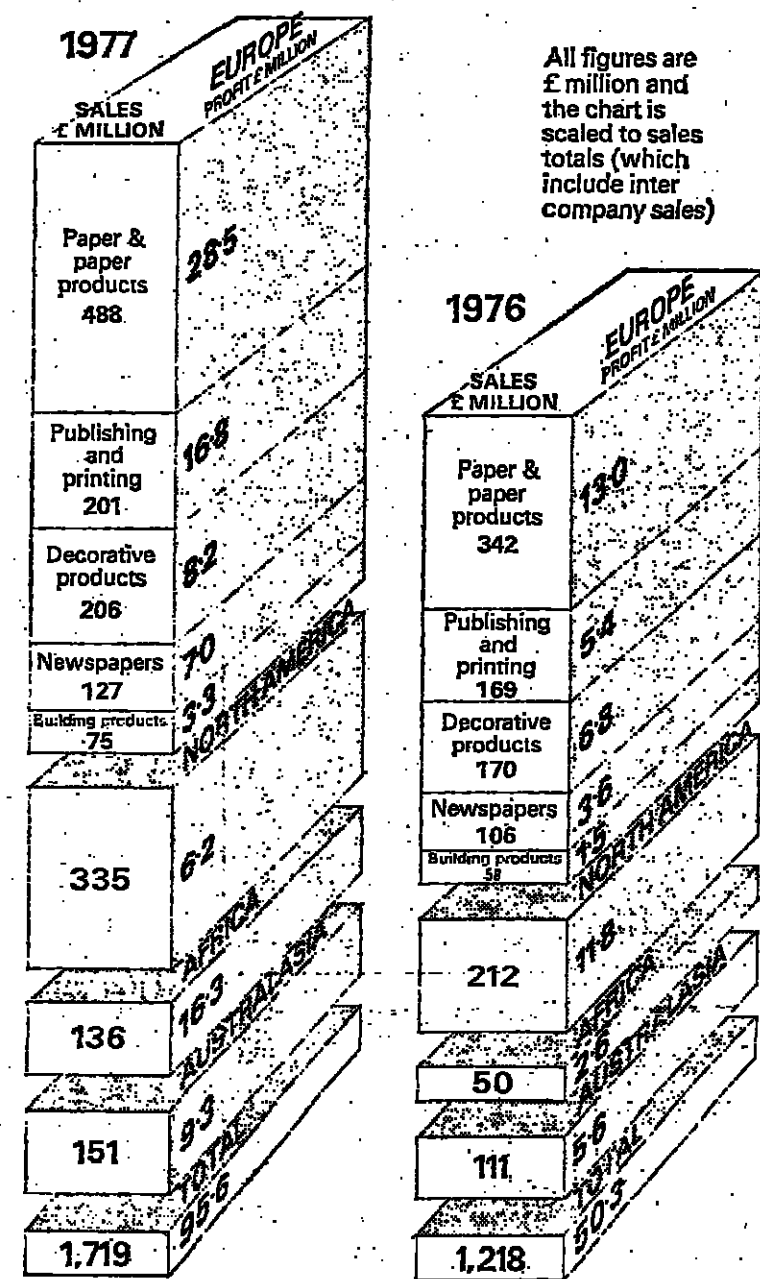 1977
EUROPE
PROFIT £ MILLION
SALES
£ MILLION
Paper &
paper
products
488
28·5
Publishing
and
printing
201
16·8
Decorative
products
206
8·2
Newspapers
127
7·0
Building products
75
3·3
NORTH AMERICA
335
6·2
AFRICA
136
16·3
AUSTRALASIA
151
9·3
TOTAL
1,719
95·6
All figures are
£ million and
the chart is
scaled to sales
totals (which
include inter
company sales)
1976
EUROPE
PROFIT £ MILLION
SALES
£ MILLION
Paper &
paper
products
342
13·0
Publishing
and
printing
169
5·4
Decorative
products
170
6·8
Newspapers
106
3·6
Building products
58
1·5
NORTH AMERICA
212
11·8
AFRICA
50
2·6
AUSTRALASIA
111
5·6
TOTAL
1,218
50·3